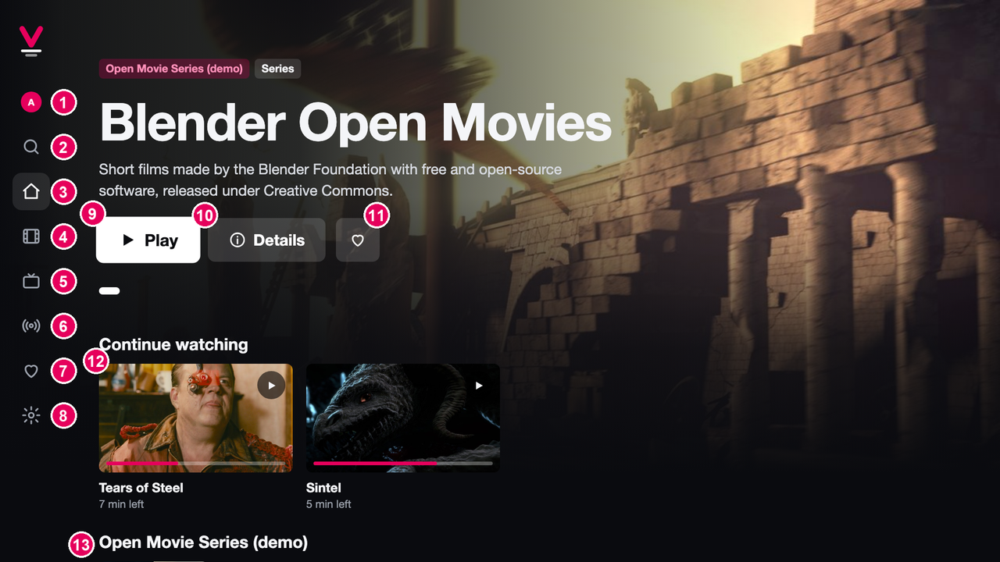 A
1
2
3
4
5
6
7
8
Open Movie Series (demo)
Series
Blender Open Movies
Short films made by the Blender Foundation with free and open-source
software, released under Creative Commons.
9
10
11
Play
Details
Continue watching
12
Tears of Steel
Sintel
7 min left
5 min left
13
Open Movie Series (demo)